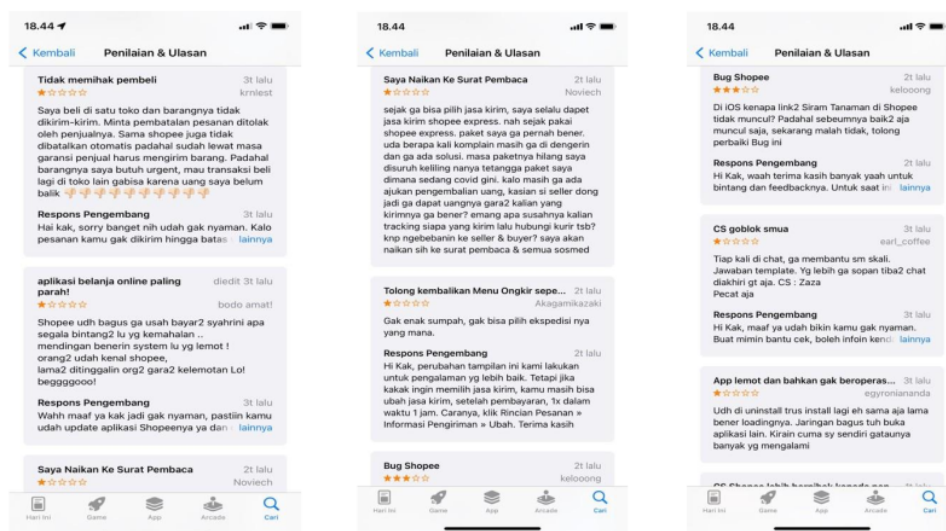 18.44
Kembali
Penilaian & Ulasan
Tidak memihak pembeli
3t lalu
krnlest
Saya beli di satu toko dan barangnya tidak
dikirim-kirim. Minta pembatalan pesanan ditolak
oleh penjualnya. Sama shopee juga tidak
dibatalkan otomatis padahal sudah lewat masa
garansi penjual harus mengirim barang. Padahal
barangnya saya butuh urgent, mau transaksi beli
lagi di toko lain gabisa karena uang saya belum
balik 👎👎👎👎👎👎👎👎
Respons Pengembang
3t lalu
Hai kak, sorry banget nih udah gak nyaman. Kalo
pesanan kamu gak dikirim hingga batas
lainnya
aplikasi belanja online paling
parah!
diedit 3t lalu
bodo amat!
Shopee udh bagus ga usah bayar2 syahrini apa
segala bintang2 lu yg kemahalan ..
mendingan benerin system lu yg lemot !
orang2 udah kenal shopee,
lama2 ditinggalin org2 gara2 kelemotan Lo!
begggooo!
Respons Pengembang
3t lalu
Wahh maaf ya kak jadi gak nyaman, pastiin kamu
udah update aplikasi Shopeenya ya dan
lainnya
Saya Naikan Ke Surat Pembaca
2t lalu
Noviech
Hari Ini
Game
App
Arcade
Cari
18.44
Kembali
Penilaian & Ulasan
Saya Naikan Ke Surat Pembaca
2t lalu
Noviech
sejak ga bisa pilih jasa kirim, saya selalu dapet
jasa kirim shopee express. nah sejak pakai
shopee express. paket saya ga pernah bener.
uda berapa kali komplain masih ga di dengerin
dan ga ada solusi. masa paketnya hilang saya
disuruh keliling nanya tetangga paket saya
dimana sedang covid gini. kalo masih ga ada
ajukan pengembalian uang, kasian si seller dong
jadi ga dapat uangnya gara2 kalian yang
kirimnya ga bener? emang apa susahnya kalian
tracking siapa yang kirim lalu hubungi kurir tsb?
knp ngebebanin ke seller & buyer? saya akan
naikan sih ke surat pembaca & semua sosmed
Tolong kembalikan Menu Ongkir sepe...
2t lalu
Akagamikazaki
Gak enak sumpah, gak bisa pilih ekspedisi nya
yang mana.
Respons Pengembang
2t lalu
Hi Kak, perubahan tampilan ini kami lakukan
untuk pengalaman yg lebih baik. Tetapi jika
kakak ingin memilih jasa kirim, kamu masih bisa
ubah jasa kirim, setelah pembayaran, 1x dalam
waktu 1 jam. Caranya, klik Rincian Pesanan »
Informasi Pengiriman » Ubah. Terima kasih
Bug Shopee
2t lalu
kelooong
Hari Ini
Game
App
Arcade
Cari
18.44
Kembali
Penilaian & Ulasan
Bug Shopee
2t lalu
kelooong
Di iOS kenapa link2 Siram Tanaman di Shopee
tidak muncul? Padahal sebeumnya baik2 aja
muncul saja, sekarang malah tidak, tolong
perbaiki Bug ini
Respons Pengembang
2t lalu
Hi Kak, waah terima kasih banyak yaah untuk
bintang dan feedbacknya. Untuk saat ini
lainnya
CS goblok smua
3t lalu
earl_coffee
Tiap kali di chat, ga membantu sm skali.
Jawaban template. Yg lebih ga sopan tiba2 chat
diakhiri gt aja. CS : Zaza
Pecat aja
Respons Pengembang
3t lalu
Hi Kak, maaf ya udah bikin kamu gak nyaman.
Buat mimin bantu cek, boleh infoin
lainnya
App lemot dan bahkan gak beroperas...
3t lalu
egyroniananda
Udh di uninstall trus install lagi eh sama aja lama
bener loadingnya. Jaringan bagus tuh buka
aplikasi lain. Kirain cuma sy sendiri gataunya
banyak yg mengalami
Hari Ini
Game
App
Arcade
Cari